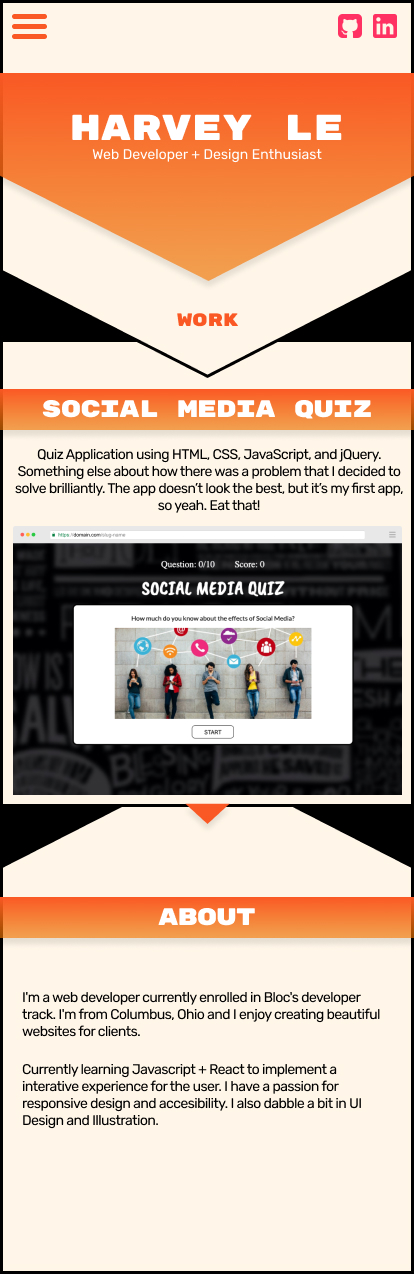 HARVEY LE
Web Developer + Design Enthusiast
WORK
SOCIAL MEDIA QUIZ
Quiz Application using HTML, CSS, JavaScript, and jQuery.
Something else about how there was a problem that I decided to
solve brilliantly. The app doesn’t look the best, but it’s my first app,
so yeah. Eat that!
https://domain.com/slug-name
Question: 0/10 Score: 0
SOCIAL MEDIA QUIZ
How much do you know about the effects of Social Media?
START
ABOUT
I'm a web developer currently enrolled in Bloc's developer
track. I'm from Columbus, Ohio and I enjoy creating beautiful
websites for clients.
Currently learning Javascript + React to implement a
interative experience for the user. I have a passion for
responsive design and accesibility. I also dabble a bit in UI
Design and Illustration.